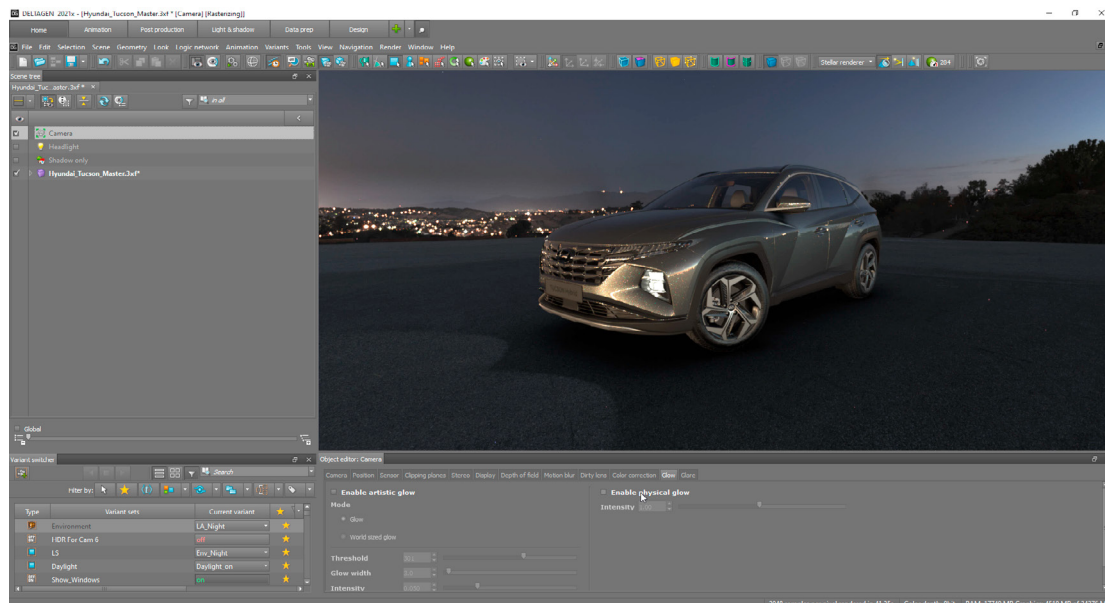 DELTAGEN 2021x - [Hyundai_Tucson_Master.3xf * [Camera] [Rasterizing]]
Home Animation Post production Light & shadow Data prep Design
File Edit Selection Scene Geometry Look Logic network Animation Variants Tools View Navigation Render Window Help
Stellar renderer 204
Scene tree
Hyundai_Tuc...aster.3xf *
in all
Camera
Headlight
Shadow only
Hyundai_Tucson_Master.3xf*
Global
Variant switcher
Search
Filter by:
Type Variant sets Current variant
Environment LA_Night
HDR For Cam 6 off
LS Env_Night
Daylight Daylight_on
Show_Windows on
Object editor: Camera
Camera Position Sensor Clipping planes Stereo Display Depth of field Motion blur Dirty lens Color correction Glow Glare
Enable artistic glow
Mode
Glow
World sized glow
Threshold
Glow width
Intensity
Enable physical glow
Intensity